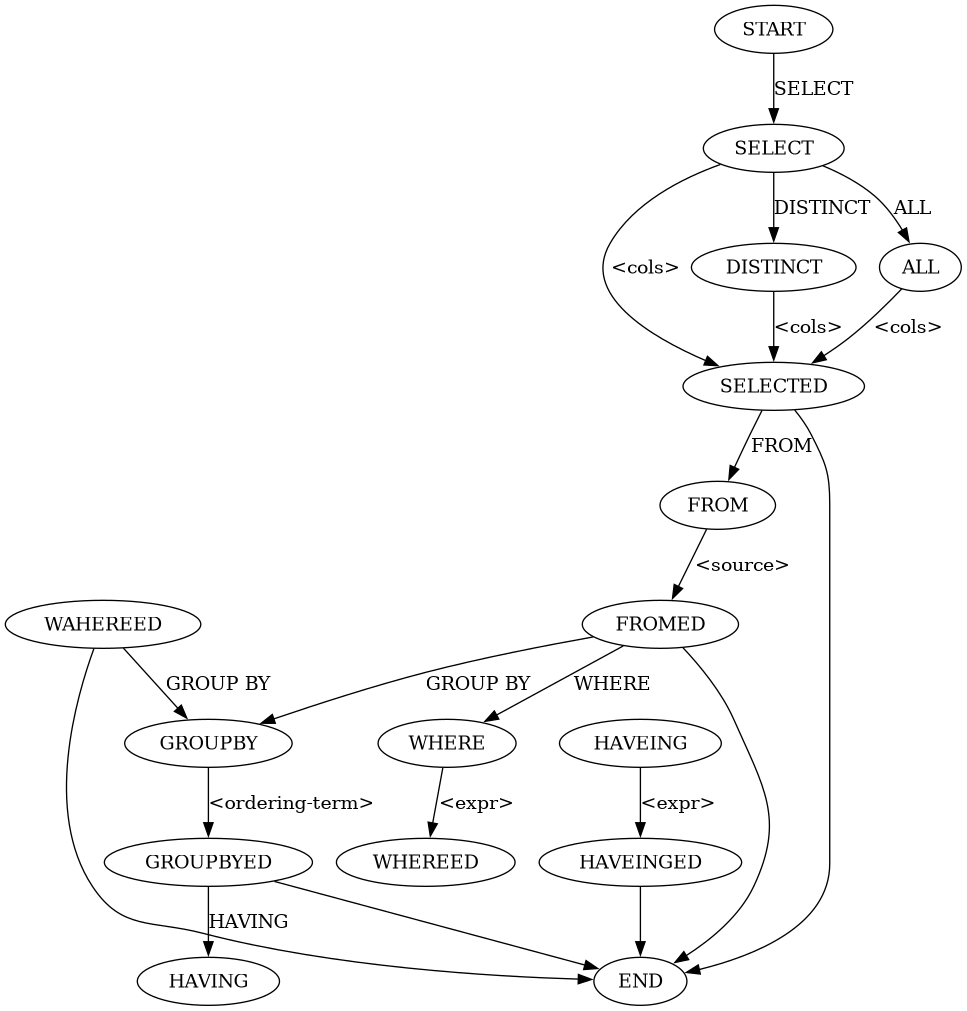 START
SELECT
SELECT
DISTINCT
ALL
<cols>
DISTINCT
ALL
<cols>
<cols>
SELECTED
FROM
FROM
<source>
WAHEREED
FROMED
GROUP BY
GROUP BY
WHERE
GROUPBY
WHERE
HAVEING
<ordering-term>
<expr>
<expr>
GROUPBYED
WHEREED
HAVEINGED
HAVING
HAVING
END